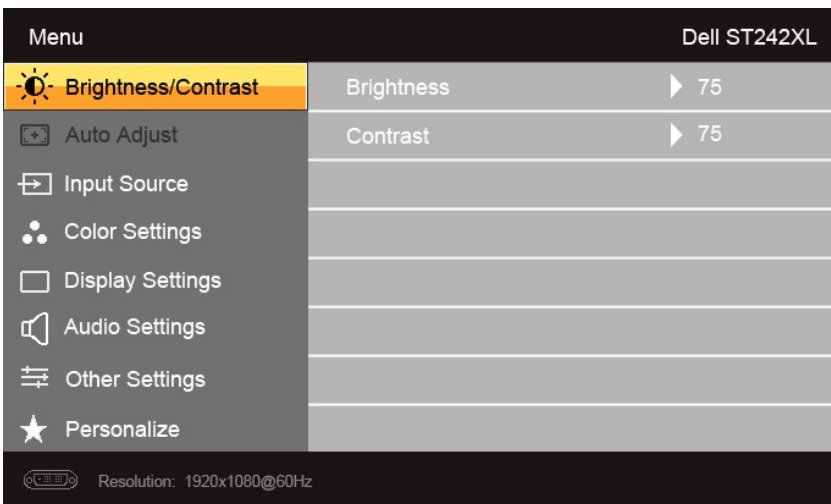 Menu Dell ST242XL
Brightness/Contrast Brightness 75
Auto Adjust Contrast 75
Input Source
Color Settings
Display Settings
Audio Settings
Other Settings
Personalize
Resolution: 1920x1080@60Hz